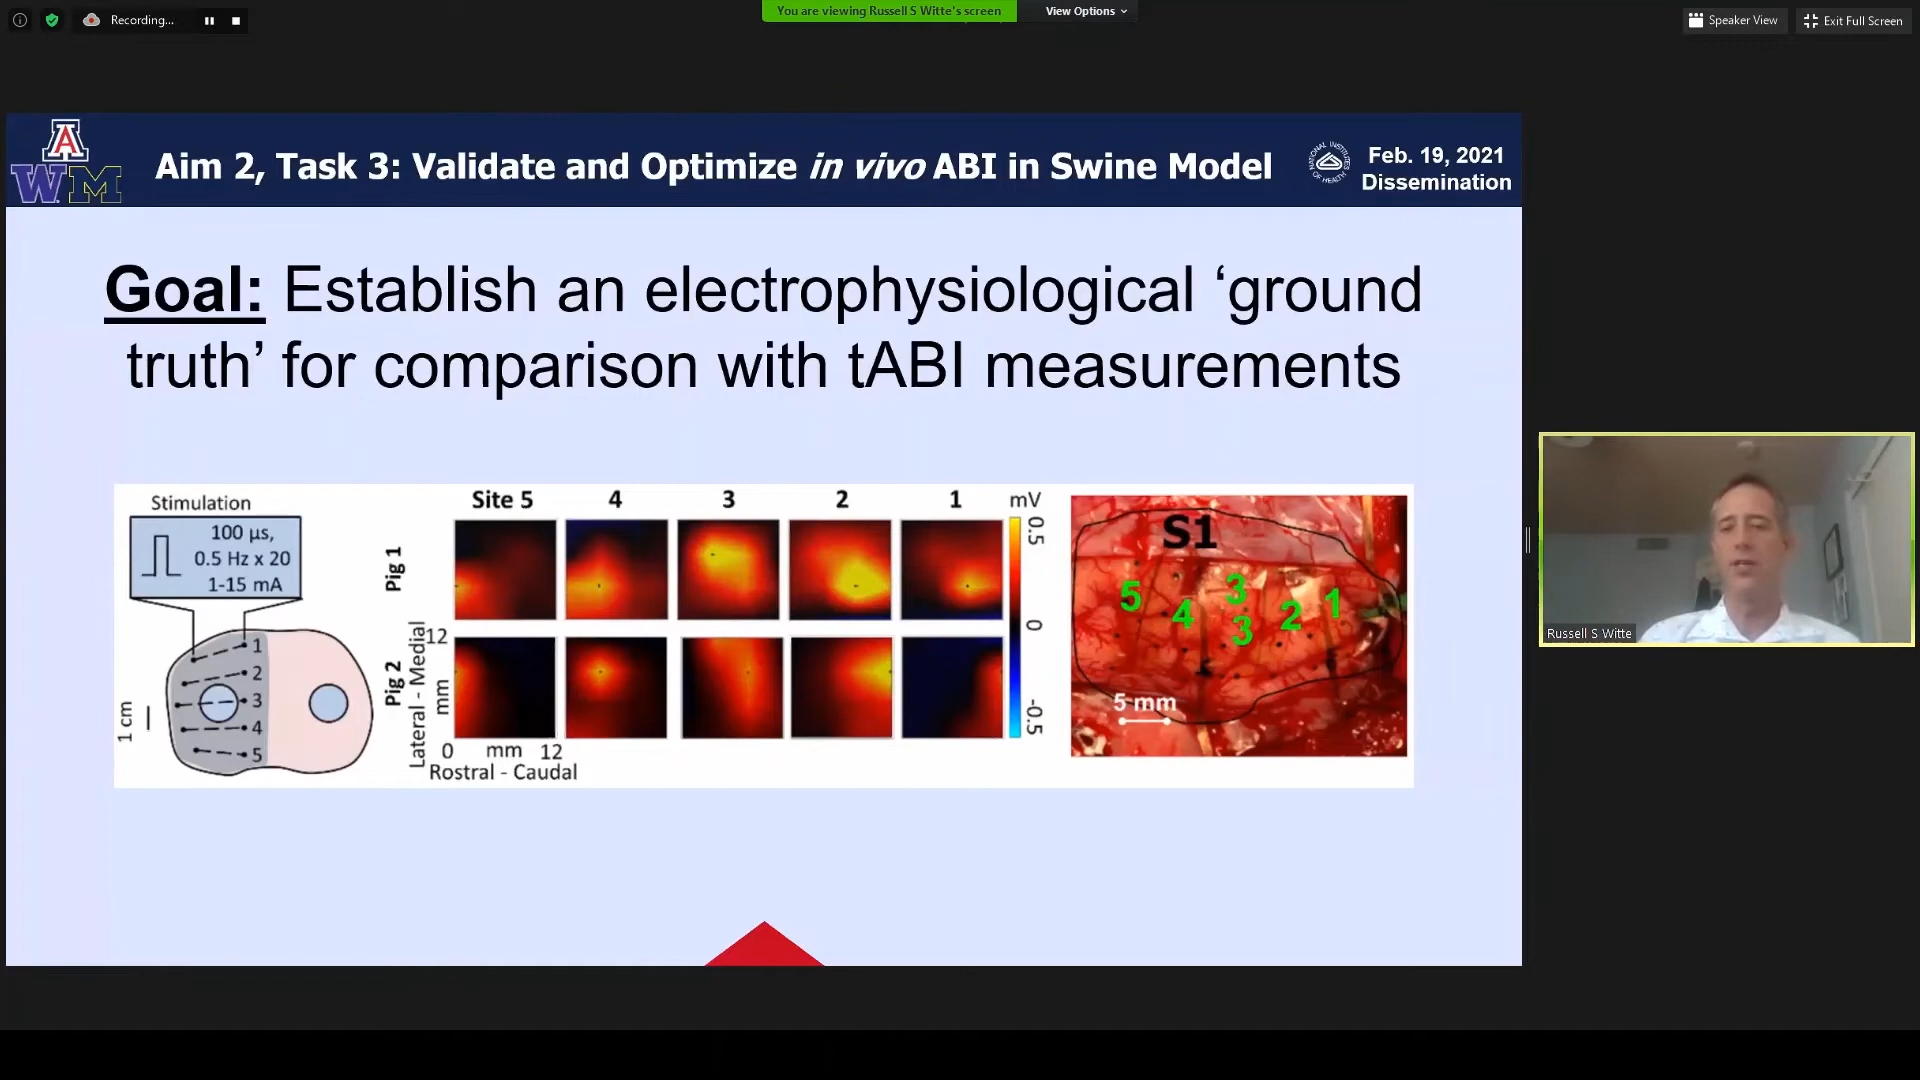 Recording...
You are viewing Russell S Witte's screen
View Options
Speaker View
Exit Full Screen
A
W M
Aim 2, Task 3: Validate and Optimize in vivo ABI in Swine Model
NATIONAL INSTITUTES OF HEALTH
Feb. 19, 2021
Dissemination
Goal: Establish an electrophysiological ‘ground
truth’ for comparison with tABI measurements
Stimulation
100 µs,
0.5 Hz x 20
1-15 mA
1
2
3
4
5
1 cm
Site 5 4 3 2 1 mV
Pig 1
Pig 2
Lateral - Medial
12
mm
0 mm 12
Rostral - Caudal
0.5
0
-0.5
S1
5 4 3 3 2 1
5 mm
Russell S Witte